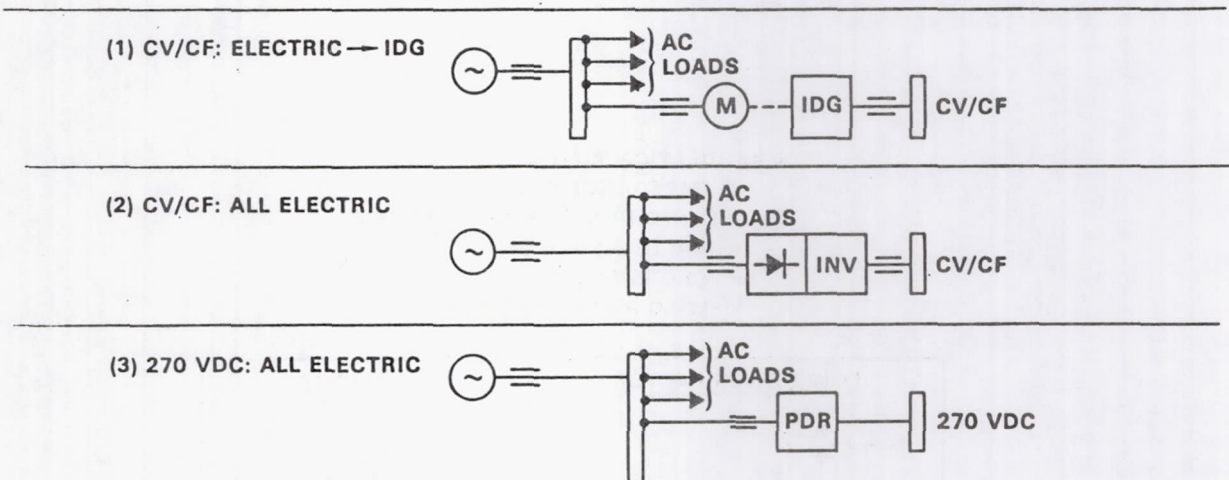 (1) CV/CF: ELECTRIC → IDG
~
AC
LOADS
M
IDG
CV/CF
(2) CV/CF: ALL ELECTRIC
~
AC
LOADS
INV
CV/CF
(3) 270 VDC: ALL ELECTRIC
~
AC
LOADS
PDR
270 VDC